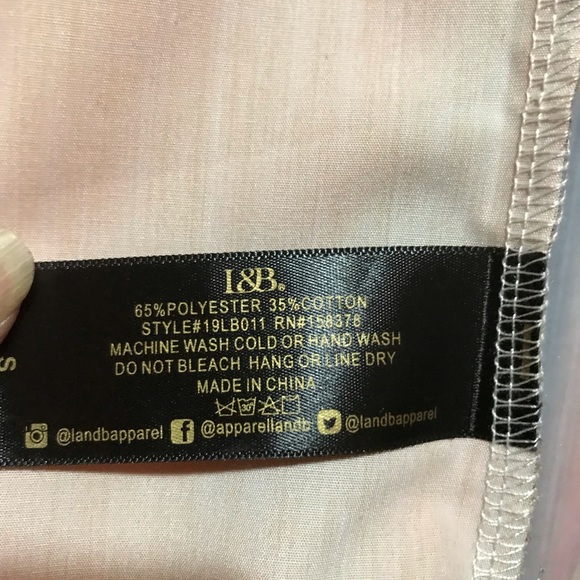 L&B®
65%POLYESTER 35%COTTON
STYLE#19LB011 RN#158378
MACHINE WASH COLD OR HAND WASH
DO NOT BLEACH HANG OR LINE DRY
MADE IN CHINA
30
@landbapparel @apparellandb @landbapparel
S